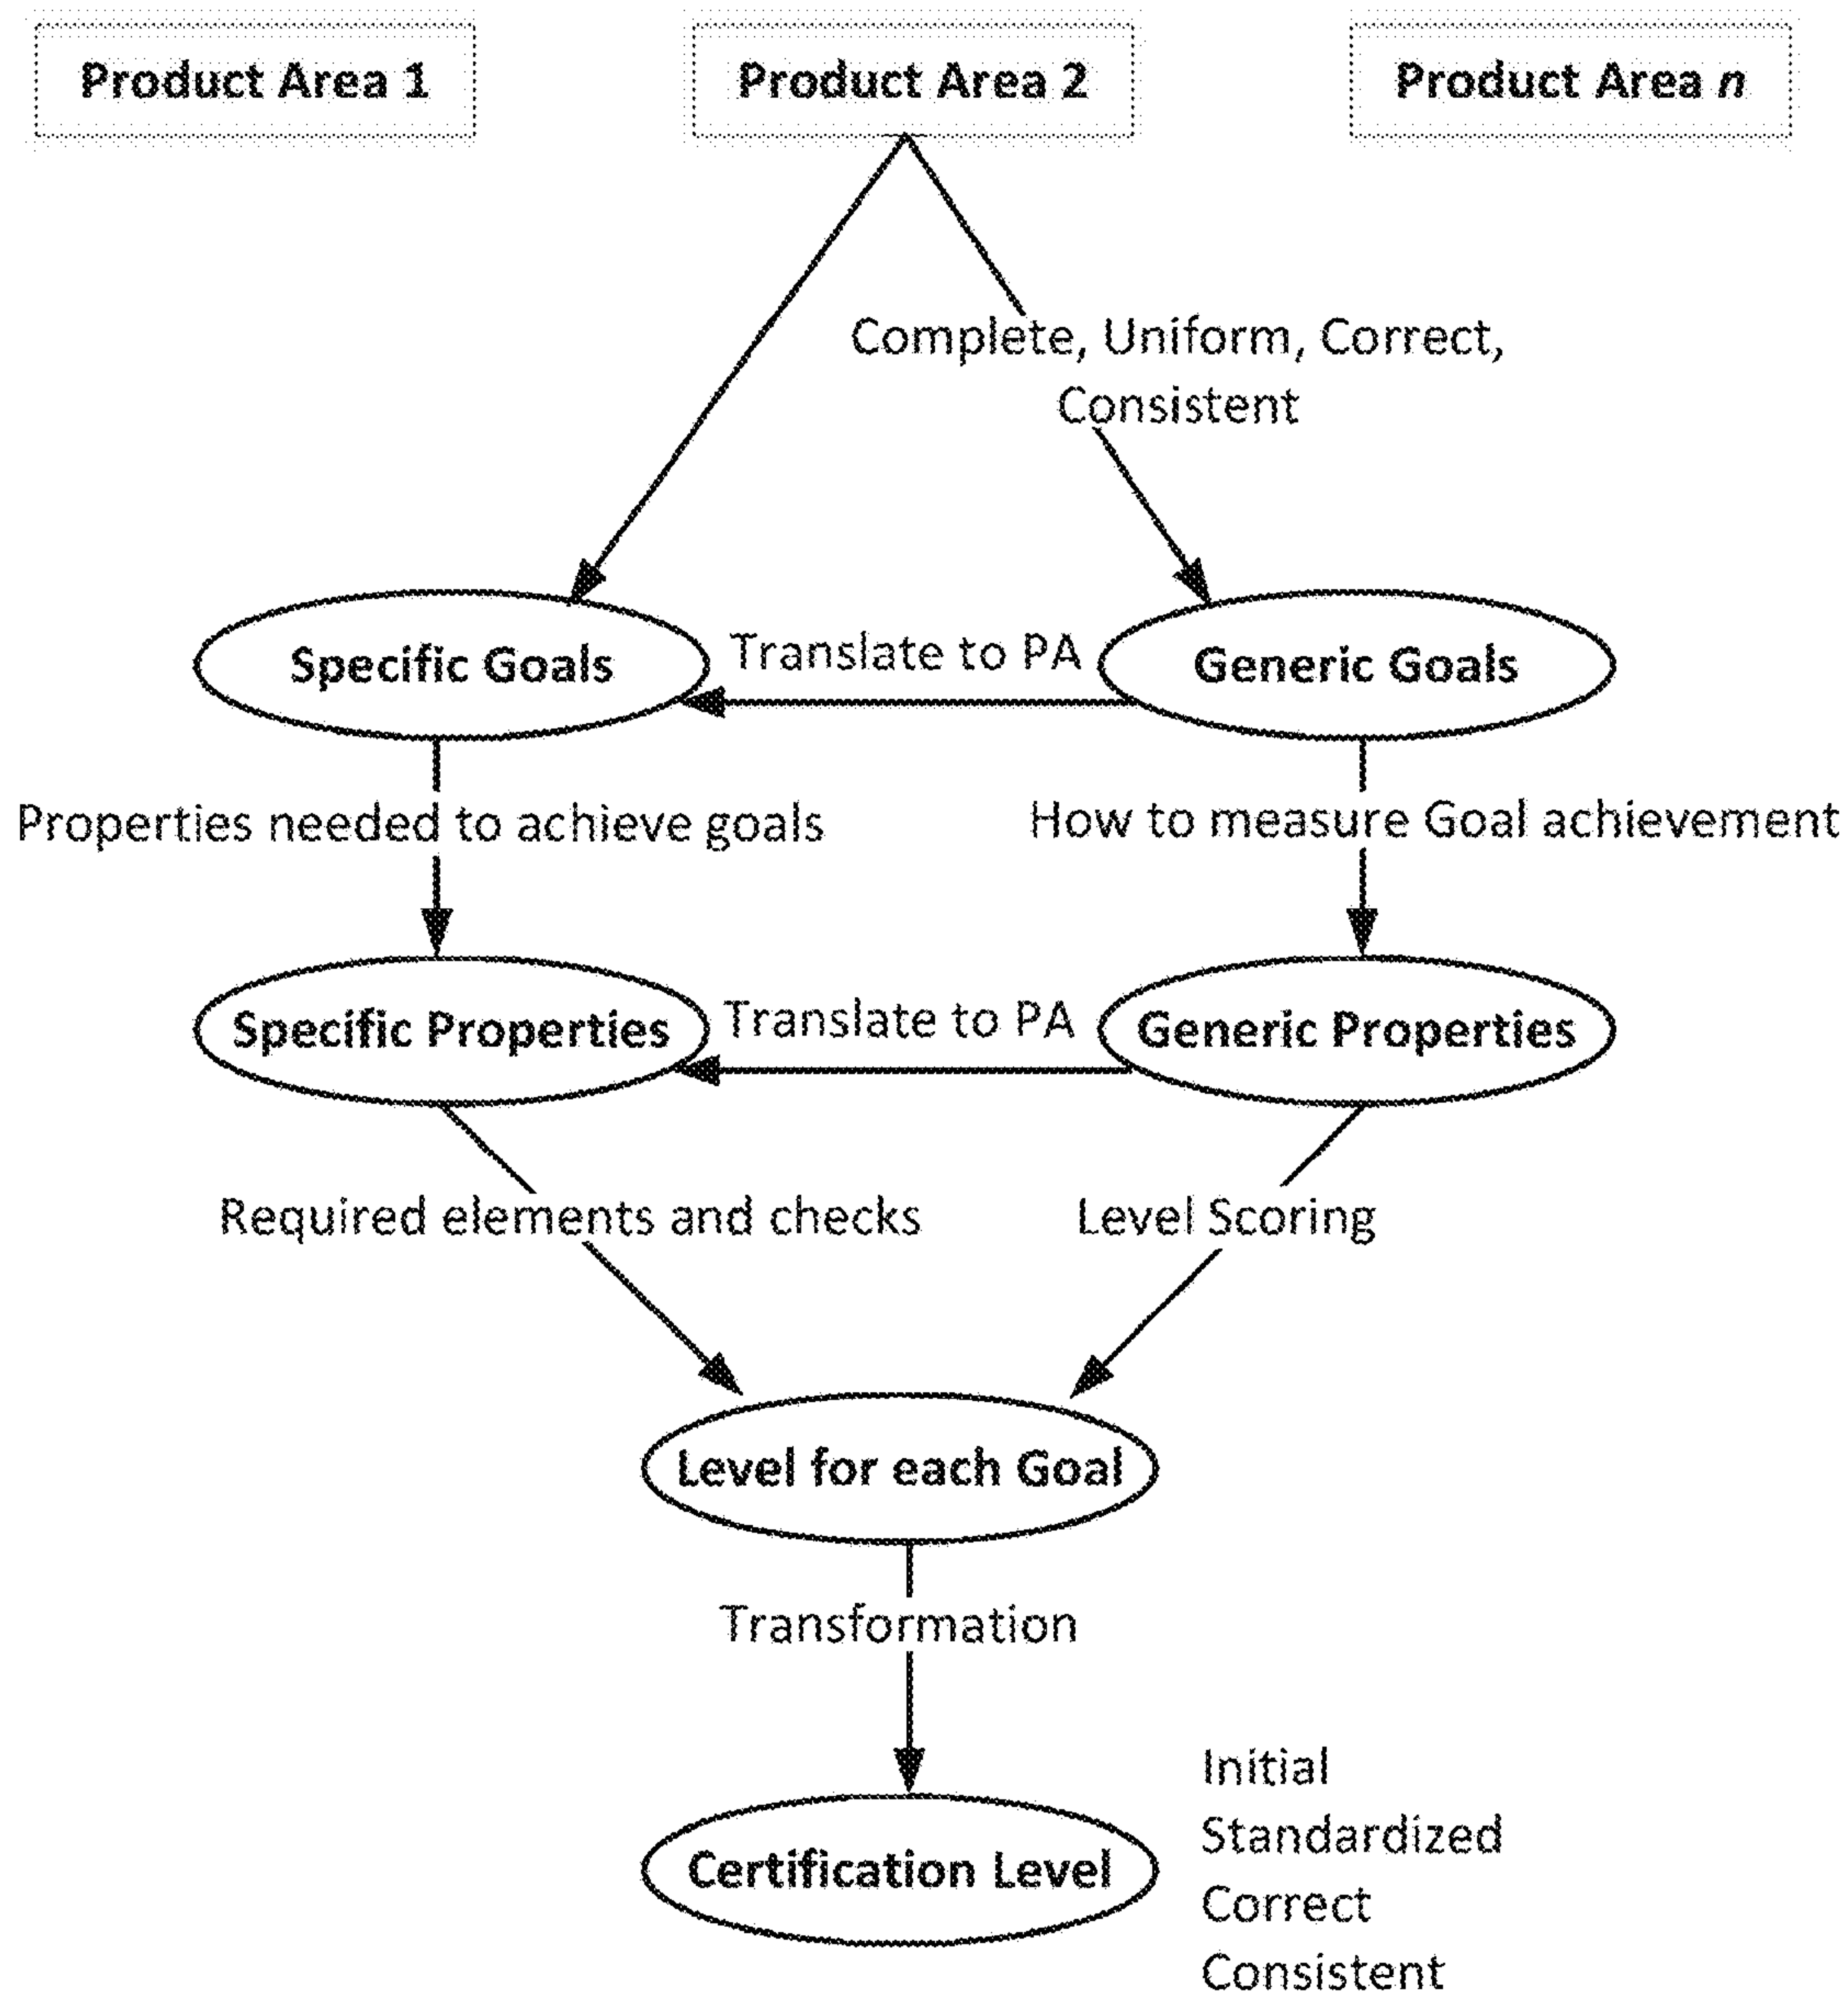 Product Area 1
Product Area 2
Product Area n
Complete, Uniform, Correct,
Consistent
Specific Goals
Translate to PA
Generic Goals
Properties needed to achieve goals
How to measure Goal achievement
Specific Properties
Translate to PA
Generic Properties
Required elements and checks
Level Scoring
Level for each Goal
Transformation
Certification Level
Initial
Standardized
Correct
Consistent